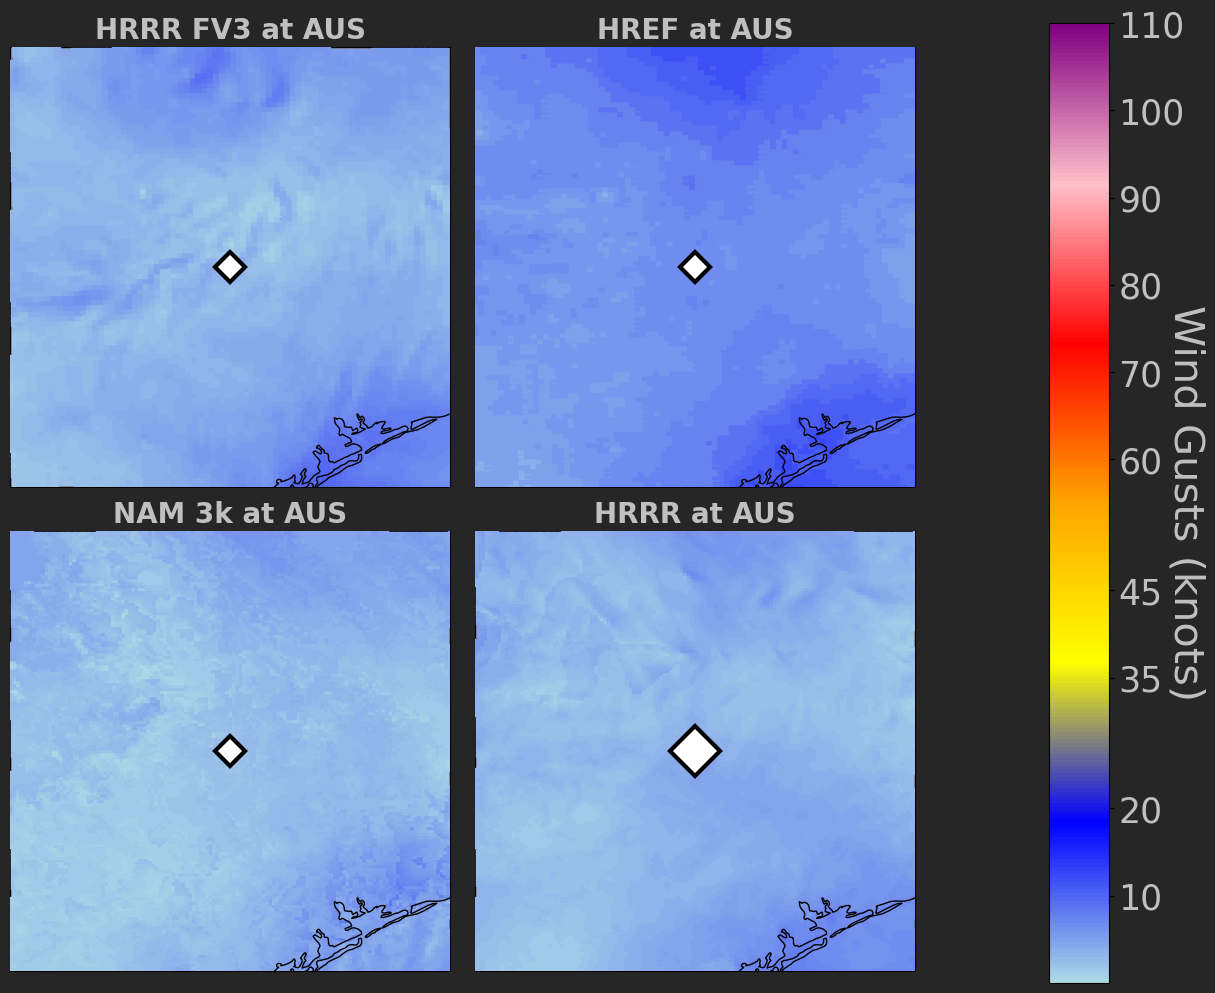 HRRR FV3 at AUS
HREF at AUS
NAM 3k at AUS
HRRR at AUS
110
100
90
80
70
60
45
35
20
10
Wind Gusts (knots)